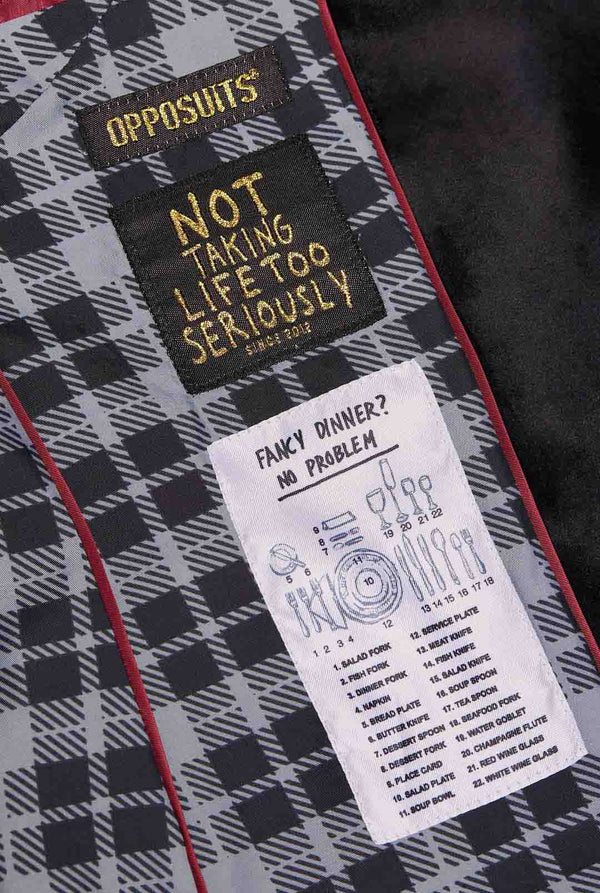 OPPOSUITS®
NOT
TAKING
LIFE TOO
SERIOUSLY
SINCE 2012
FANCY DINNER?
NO PROBLEM
9
8
7
19 20 21 22
5 6
11
10
1 2 3 4
12
13 14 15 16 17 18
1. SALAD FORK
2. FISH FORK
3. DINNER FORK
4. NAPKIN
5. BREAD PLATE
6. BUTTER KNIFE
7. DESSERT SPOON
8. DESSERT FORK
9. PLACE CARD
10. SALAD PLATE
11. SOUP BOWL
12. SERVICE PLATE
13. MEAT KNIFE
14. FISH KNIFE
15. SALAD KNIFE
16. SOUP SPOON
17. TEA SPOON
18. SEAFOOD FORK
19. WATER GOBLET
20. CHAMPAGNE FLUTE
21. RED WINE GLASS
22. WHITE WINE GLASS